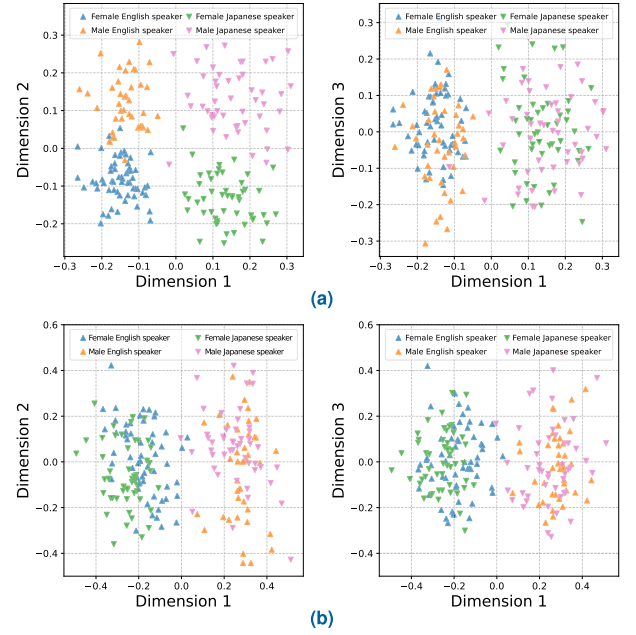 Female English speaker Female Japanese speaker
Male English speaker Male Japanese speaker
Dimension 2
0.3
0.2
0.1
0.0
−0.1
−0.2
−0.3 −0.2 −0.1 0.0 0.1 0.2 0.3
Dimension 1
Female English speaker Female Japanese speaker
Male English speaker Male Japanese speaker
Dimension 3
0.3
0.2
0.1
0.0
−0.1
−0.2
−0.3
−0.3 −0.2 −0.1 0.0 0.1 0.2 0.3
Dimension 1
(a)
Female English speaker Female Japanese speaker
Male English speaker Male Japanese speaker
Dimension 2
0.6
0.4
0.2
0.0
−0.2
−0.4
−0.4 −0.2 0.0 0.2 0.4
Dimension 1
Female English speaker Female Japanese speaker
Male English speaker Male Japanese speaker
Dimension 3
0.6
0.4
0.2
0.0
−0.2
−0.4
−0.4 −0.2 0.0 0.2 0.4
Dimension 1
(b)